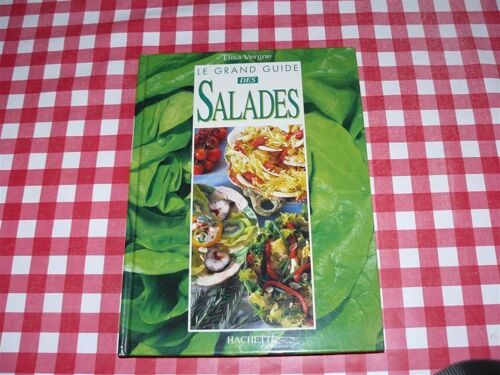 Elisa Vergne
LE GRAND GUIDE
DES
SALADES
HACHETTE